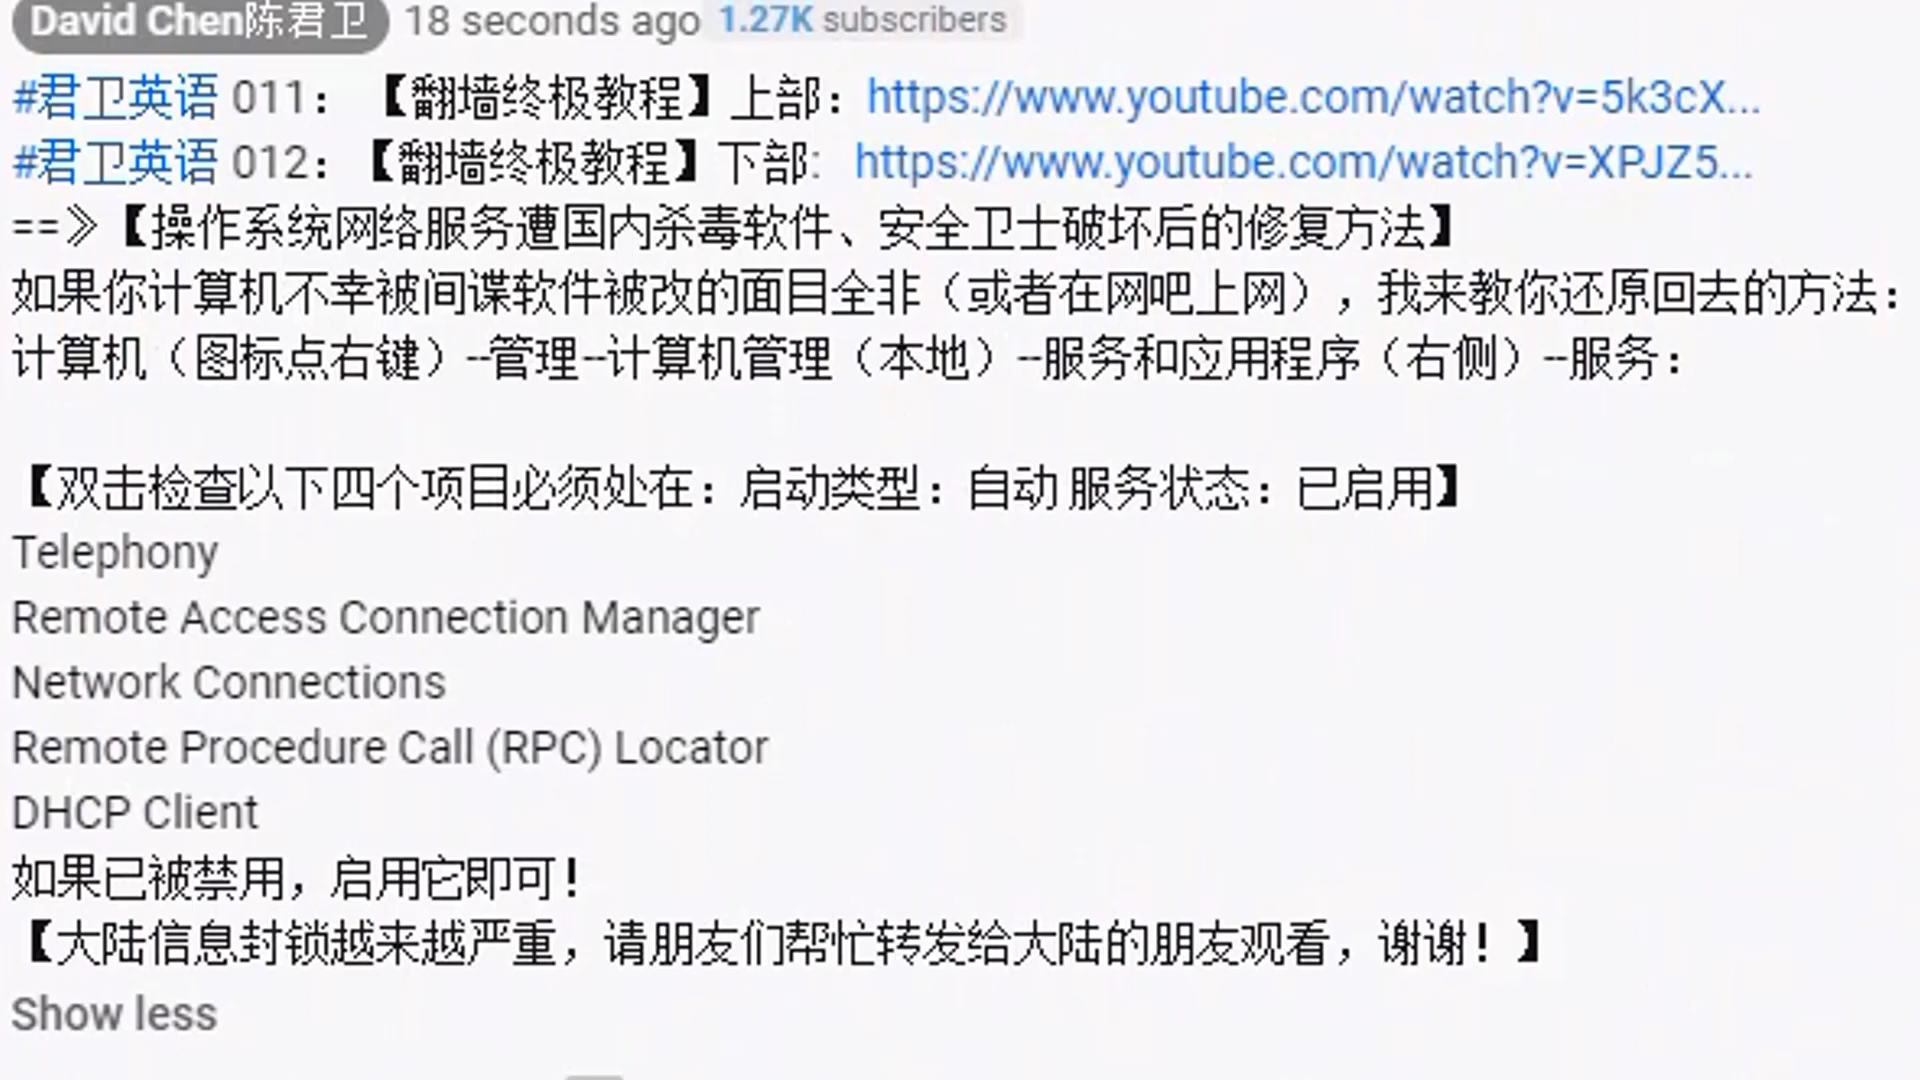 David Chen陈君卫 18 seconds ago 1.27K subscribers
#君卫英语 011： 【翻墙终极教程】上部：https://www.youtube.com/watch?v=5k3cX...
#君卫英语 012：【翻墙终极教程】下部: https://www.youtube.com/watch?v=XPJZ5...
==》【操作系统网络服务遭国内杀毒软件、安全卫士破坏后的修复方法】
如果你计算机不幸被间谍软件被改的面目全非（或者在网吧上网），我来教你还原回去的方法：
计算机（图标点右键）--管理--计算机管理（本地）--服务和应用程序（右侧）--服务：
【双击检查以下四个项目必须处在：启动类型：自动 服务状态：已启用】
Telephony
Remote Access Connection Manager
Network Connections
Remote Procedure Call (RPC) Locator
DHCP Client
如果已被禁用，启用它即可！
【大陆信息封锁越来越严重，请朋友们帮忙转发给大陆的朋友观看，谢谢！】
Show less